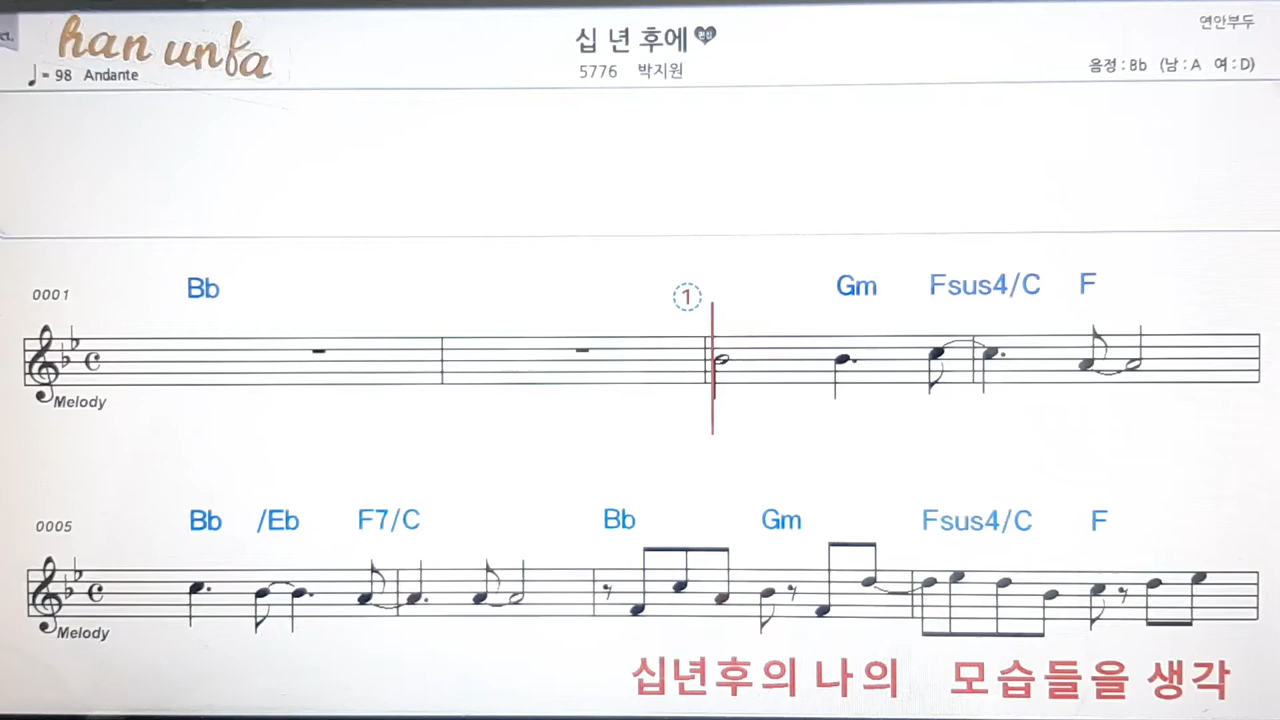 ct.
han unfa
♩= 98 Andante
십 년 후에
5776 박지원
연안부두
음정 : Bb (남 : A 여 : D)
0001 Bb ① Gm Fsus4/C F
Melody
0005 Bb /Eb F7/C Bb Gm Fsus4/C F
Melody
십년후의 나의 모습들을 생각